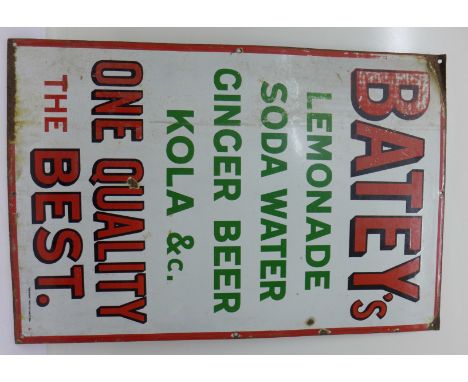 BATEY'S
LEMONADE
SODA WATER
GINGER BEER
KOLA &c.
ONE QUALITY
THE BEST.